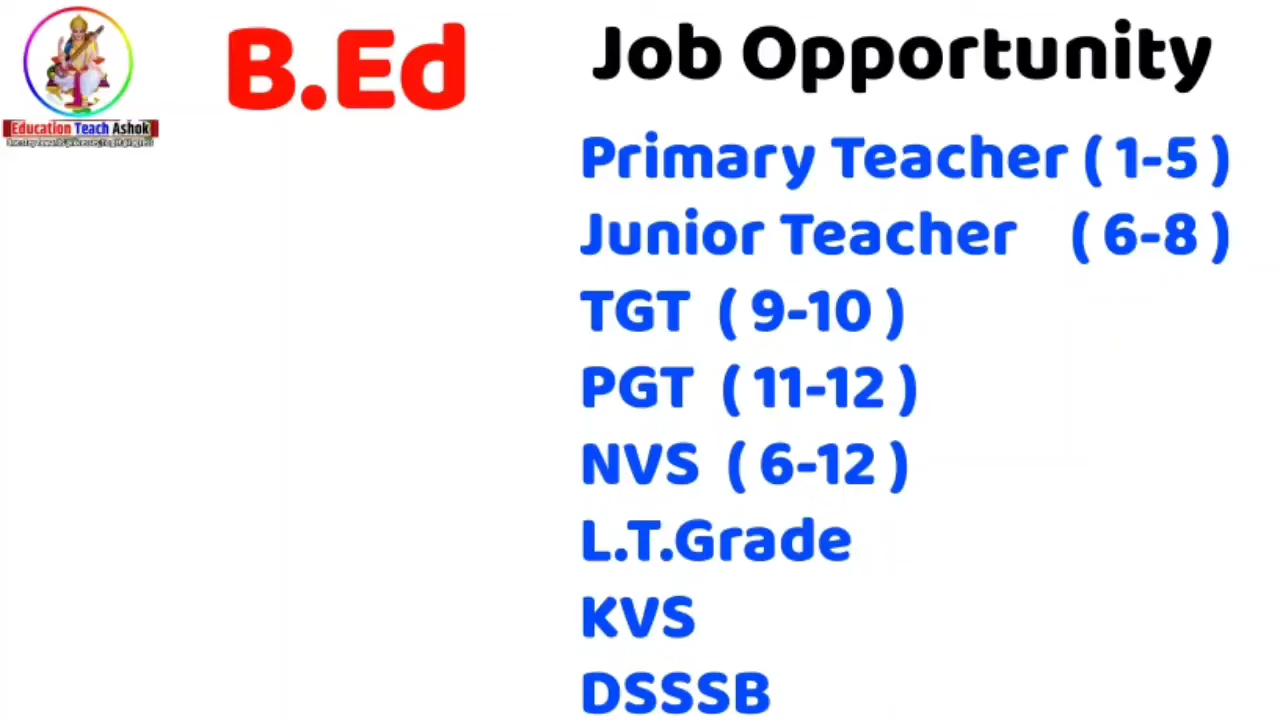 B.Ed
Job Opportunity
Education Teach Ashok
Primary Teacher ( 1-5 )
Junior Teacher ( 6-8 )
TGT ( 9-10 )
PGT ( 11-12 )
NVS ( 6-12 )
L.T.Grade
KVS
DSSSB